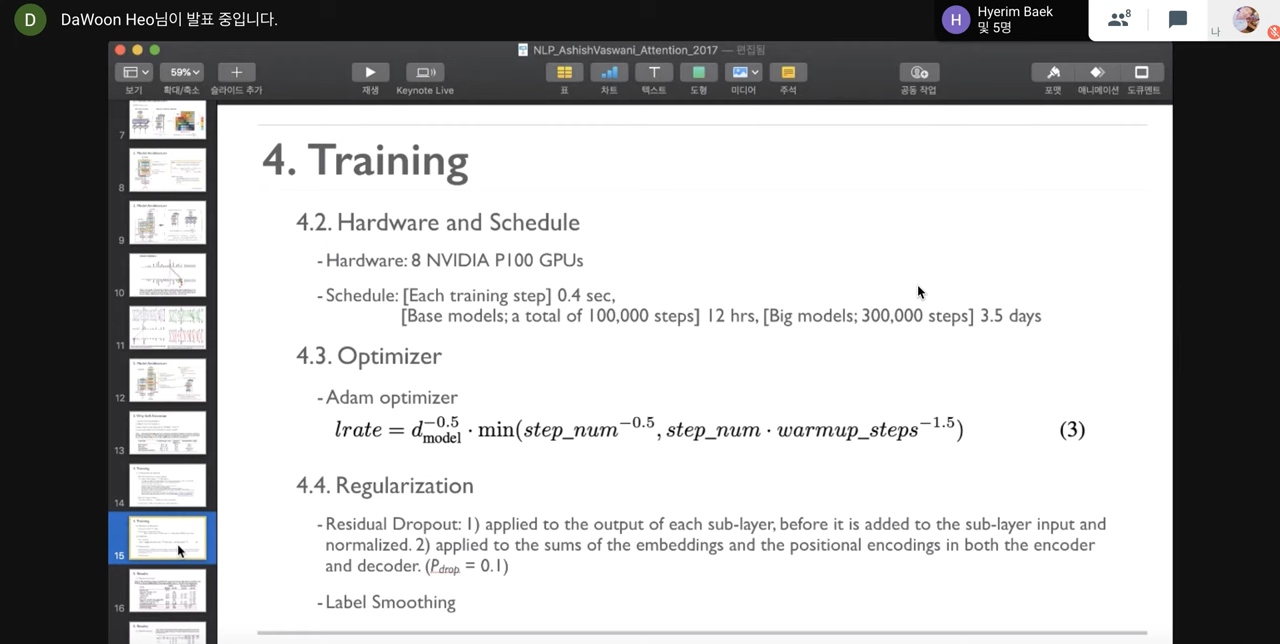 D
DaWoon Heo님이 발표 중입니다.
H
Hyerim Baek
및 5명
8
나
NLP_AshishVaswani_Attention_2017 — 편집됨
59%
보기
확대/축소
슬라이드 추가
재생
Keynote Live
표
차트
텍스트
도형
미디어
주석
공동 작업
포맷
애니메이션
도큐멘트
7
8
9
10
11
12
13
14
15
16
4. Training
4.2. Hardware and Schedule
- Hardware: 8 NVIDIA P100 GPUs
- Schedule: [Each training step] 0.4 sec,
[Base models; a total of 100,000 steps] 12 hrs, [Big models; 300,000 steps] 3.5 days
4.3. Optimizer
- Adam optimizer
lrate = d_model^−0.5 · min(step_num^−0.5, step_num · warmup_steps^−1.5) (3)
4.4. Regularization
- Residual Dropout: 1) applied to the output of each sub-layer, before it is added to the sub-layer input and
normalized. 2) applied to the sums of the embeddings and the positional encodings in both the encoder
and decoder. (P_drop = 0.1)
- Label Smoothing